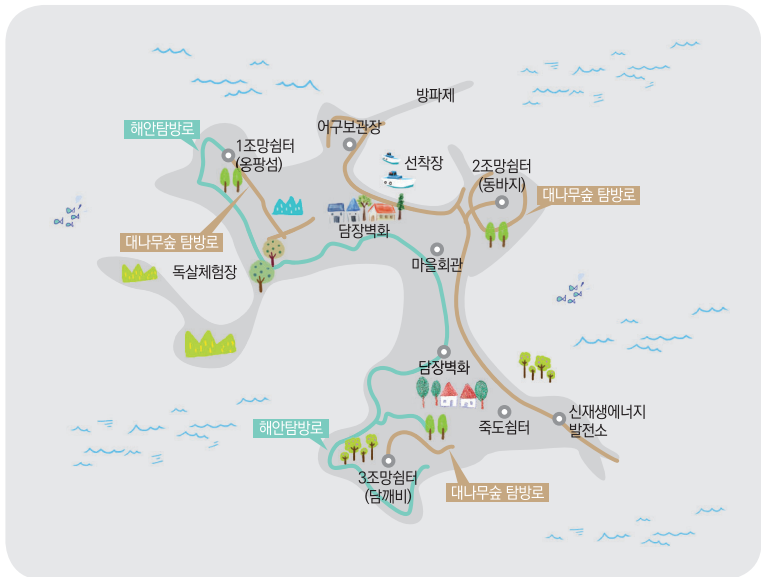 방파제
해안탐방로
어구보관장
1조망쉼터
(옹팡섬)
선착장
2조망쉼터
(동바지)
대나무숲 탐방로
대나무숲 탐방로
담장벽화
독살체험장
마을회관
담장벽화
해안탐방로
죽도쉼터
신재생에너지
발전소
3조망쉼터
(담깨비)
대나무숲 탐방로